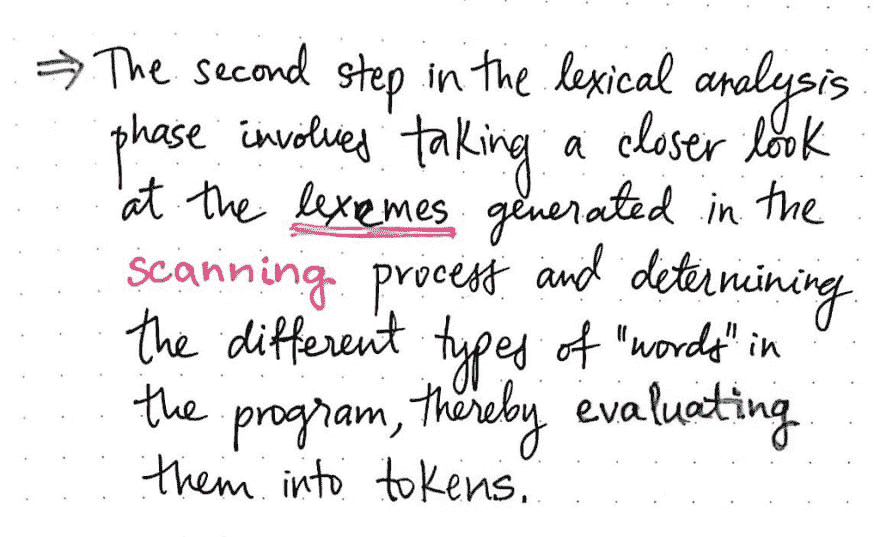 ⇒ The second step in the lexical analysis
phase involves taking a closer look
at the lexemes generated in the
scanning process and determining
the different types of "words" in
the program, thereby evaluating
them into tokens.